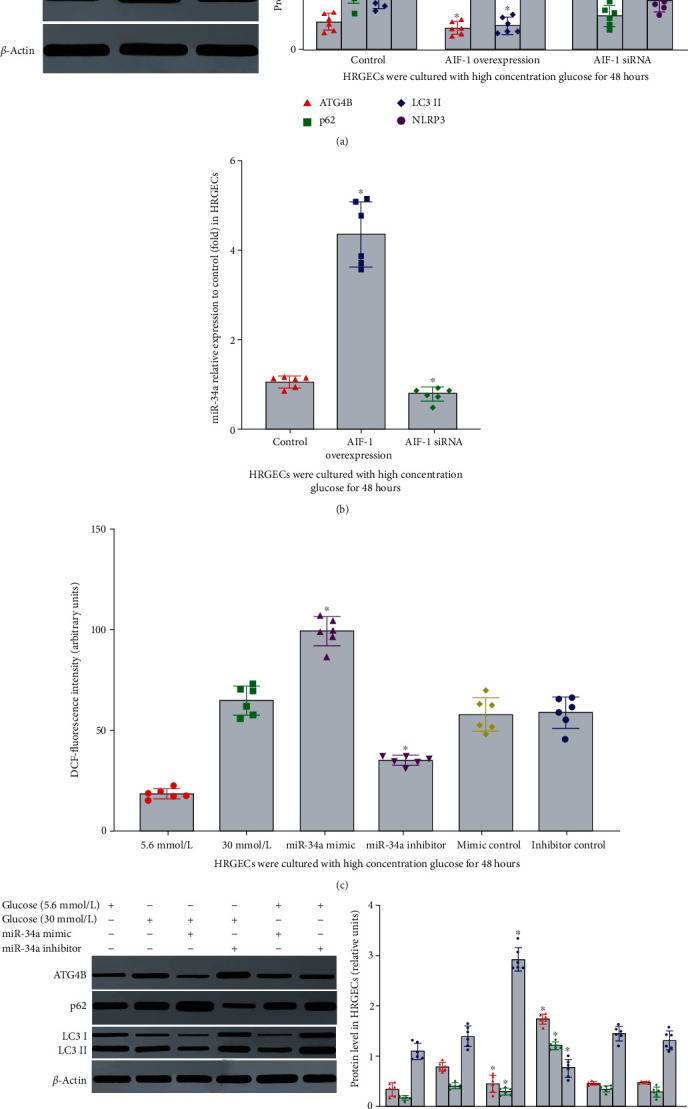 β-Actin
0
Control
AIF-1 overexpression
AIF-1 siRNA
HRGECs were cultured with high concentration glucose for 48 hours
ATG4B
LC3 II
p62
NLRP3
(a)
miR-34a relative expression to control (fold) in HRGECs
6
4
2
0
*
*
Control
AIF-1 overexpression
AIF-1 siRNA
HRGECs were cultured with high concentration
glucose for 48 hours
(b)
DCF-fluorescence intensity (arbitrary units)
150
100
50
0
*
*
5.6 mmol/L
30 mmol/L
miR-34a mimic
miR-34a inhibitor
Mimic control
Inhibitor control
HRGECs were cultured with high concentration glucose for 48 hours
(c)
Glucose (5.6 mmol/L) + − − − + +
Glucose (30 mmol/L) − + + + − −
miR-34a mimic − − + − + −
miR-34a inhibitor − − − + − +
ATG4B
p62
LC3 I
LC3 II
β-Actin
Protein level in HRGECs (relative units)
4
3
2
1
0
* * *
* * *